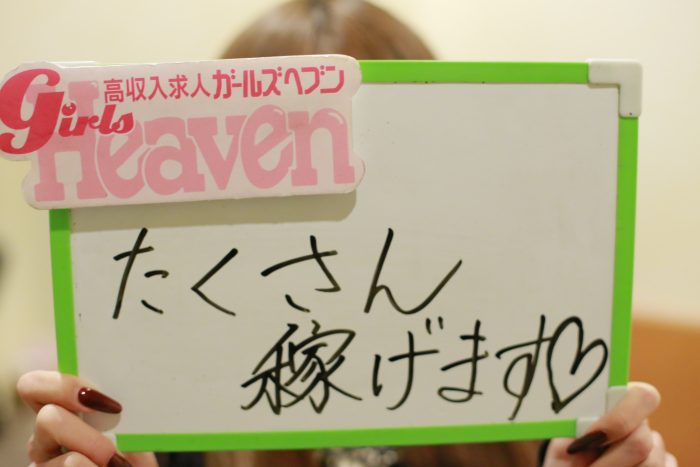 高収入求人ガールズヘブン
Girls
Heaven
たくさん
稼げます♡